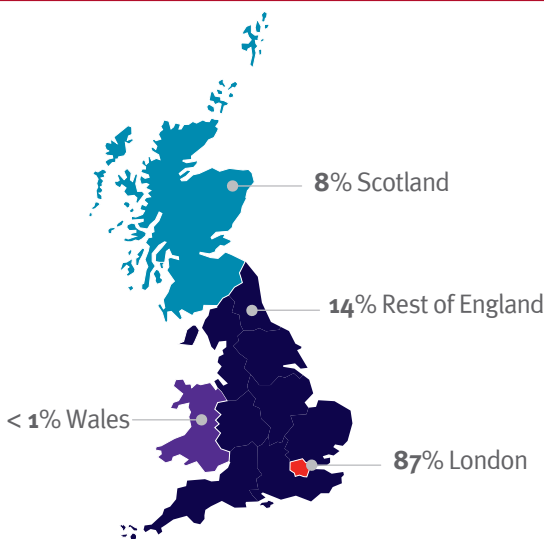 8% Scotland
14% Rest of England
< 1% Wales
87% London